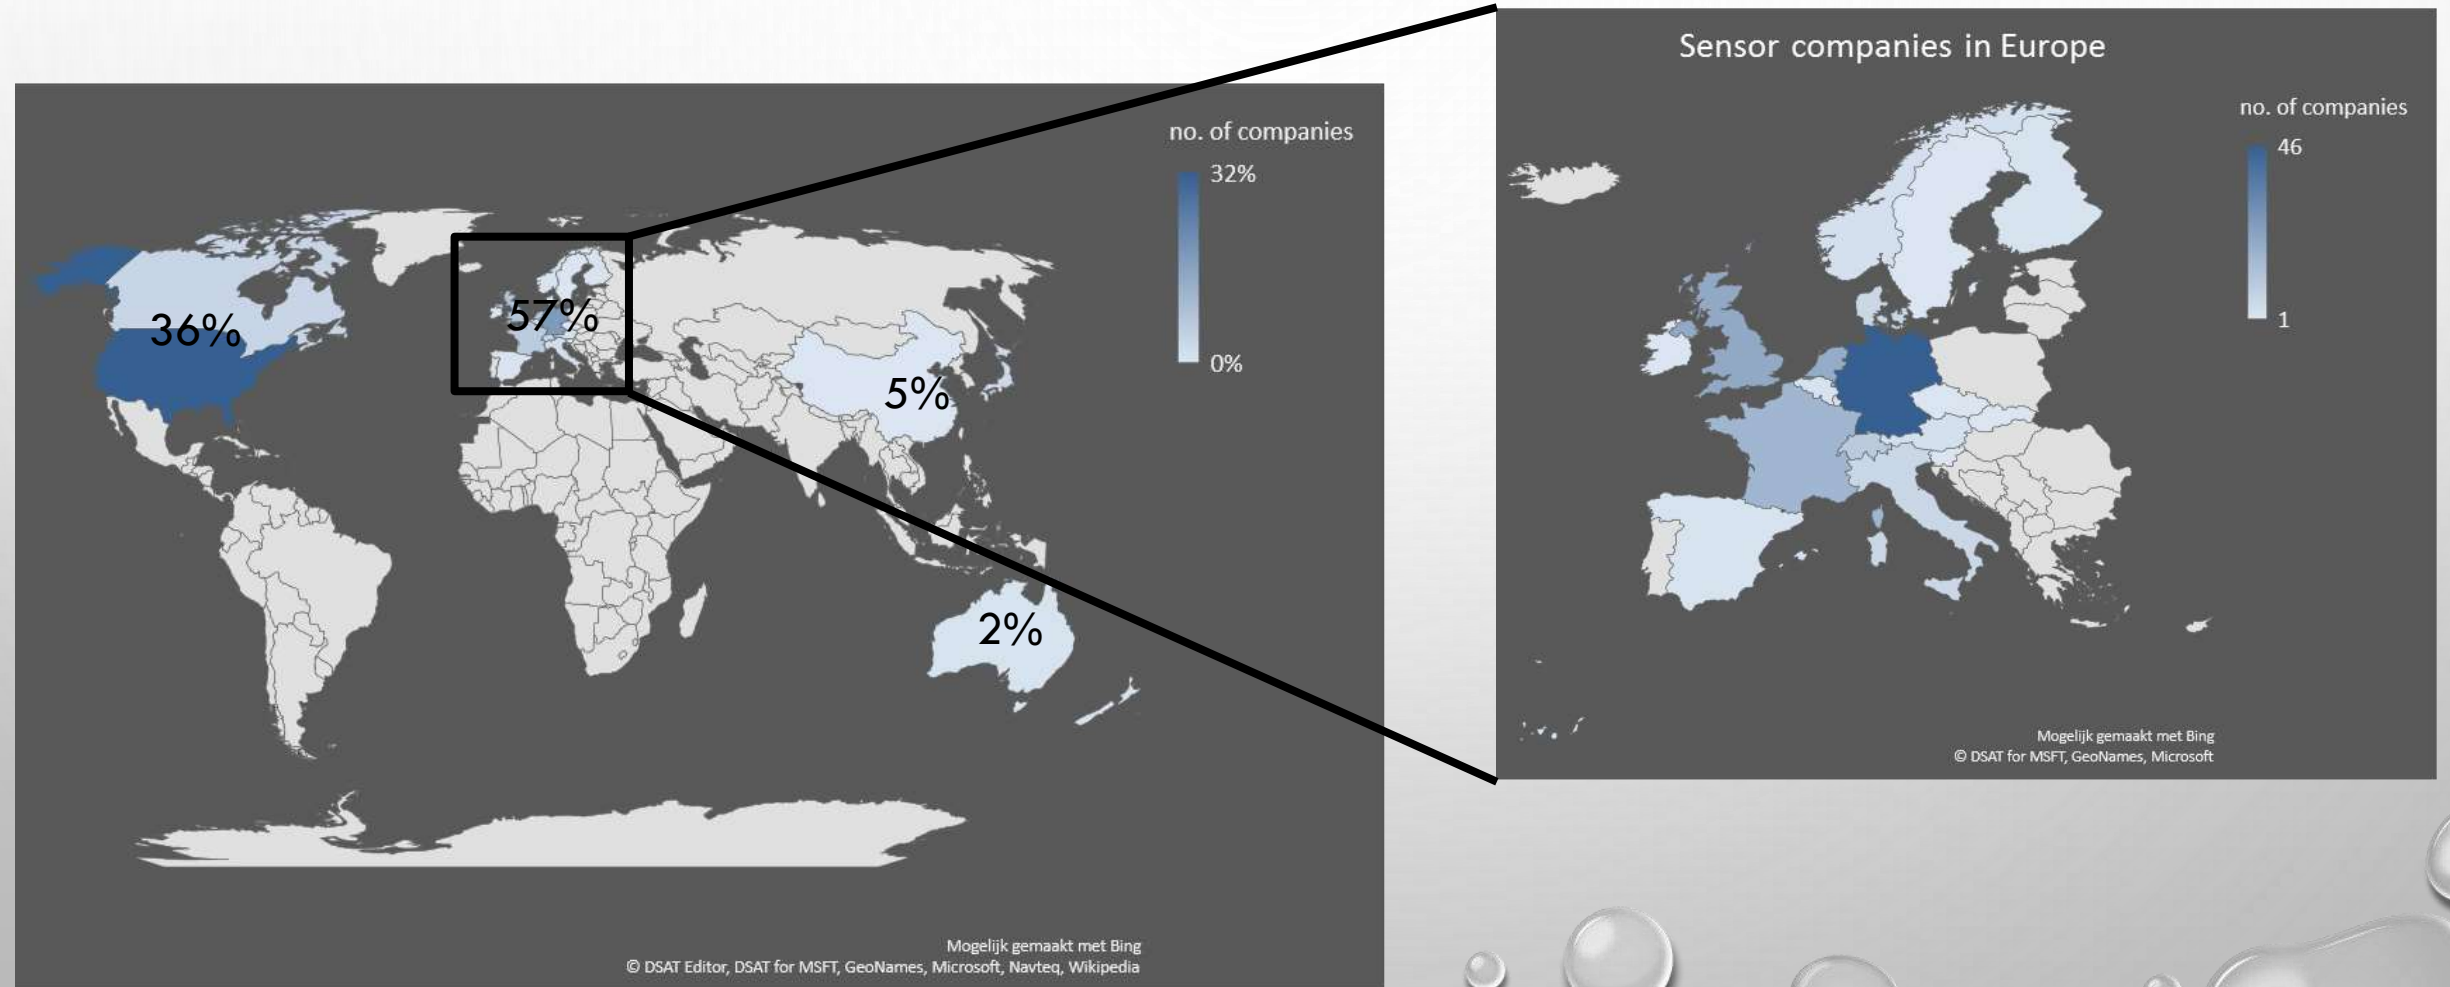 no. of companies
32%
0%
36%
57%
5%
2%
Mogelijk gemaakt met Bing
© DSAT Editor, DSAT for MSFT, GeoNames, Microsoft, Navteq, Wikipedia
Sensor companies in Europe
no. of companies
46
1
Mogelijk gemaakt met Bing
© DSAT for MSFT, GeoNames, Microsoft